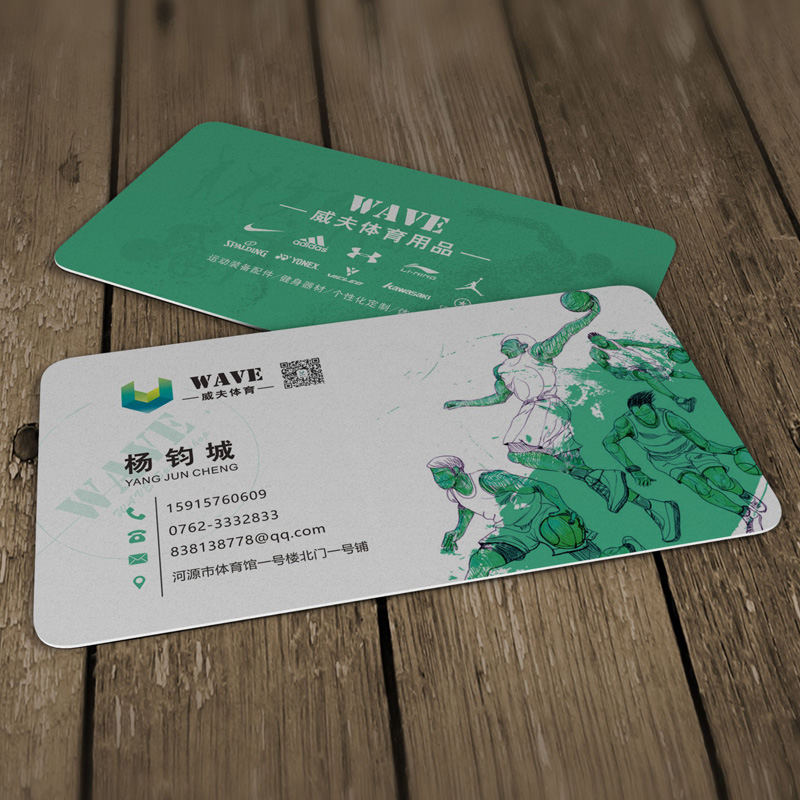 WAVE
威夫体育用品
adidas
SPALDING
YONEX
LI-NING
kawasaki
运动装备配件/健身器材/个性化定制/
WAVE
威夫体育
WAVE
杨钧城
YANG JUN CHENG
15915760609
0762-3332833
838138778@qq.com
河源市体育馆一号楼北门一号铺